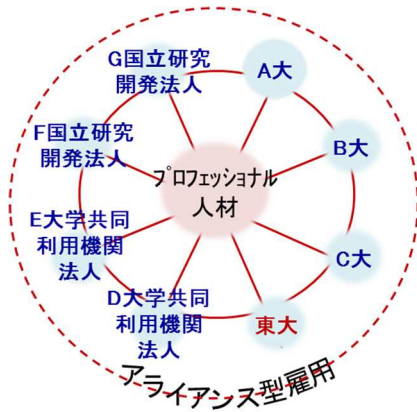 G国立研究
開発法人
A大
F国立研究
開発法人
B大
プロフェッショナル
人材
E大学共同
利用機関
法人
C大
D大学共同
利用機関
法人
東大
アライアンス型雇用